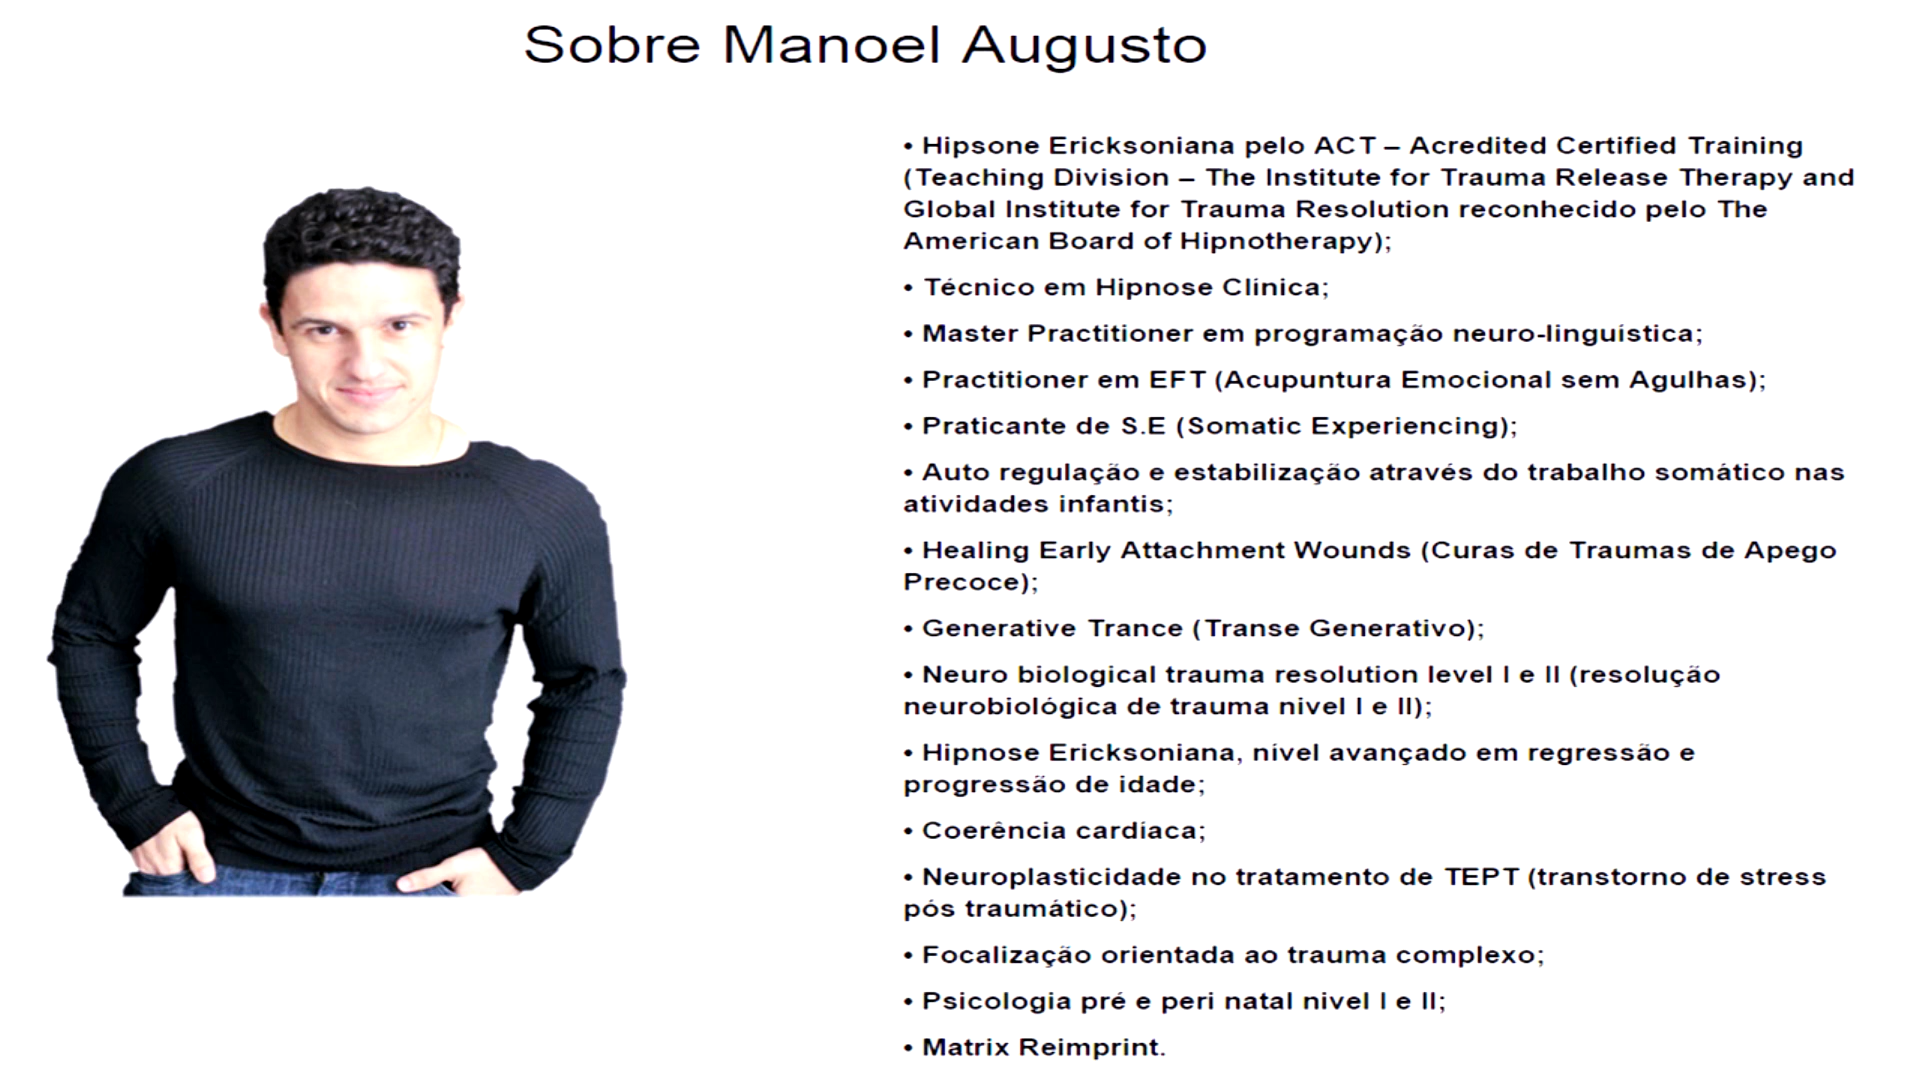 Sobre Manoel Augusto
• Hipsone Ericksoniana pelo ACT – Acredited Certified Training
(Teaching Division – The Institute for Trauma Release Therapy and
Global Institute for Trauma Resolution reconhecido pelo The
American Board of Hipnotherapy);
• Técnico em Hipnose Clínica;
• Master Practitioner em programação neuro-linguística;
• Practitioner em EFT (Acupuntura Emocional sem Agulhas);
• Praticante de S.E (Somatic Experiencing);
• Auto regulação e estabilização através do trabalho somático nas
atividades infantis;
• Healing Early Attachment Wounds (Curas de Traumas de Apego
Precoce);
• Generative Trance (Transe Generativo);
• Neuro biological trauma resolution level I e II (resolução
neurobiológica de trauma nivel I e II);
• Hipnose Ericksoniana, nível avançado em regressão e
progressão de idade;
• Coerência cardíaca;
• Neuroplasticidade no tratamento de TEPT (transtorno de stress
pós traumático);
• Focalização orientada ao trauma complexo;
• Psicologia pré e peri natal nivel I e II;
• Matrix Reimprint.